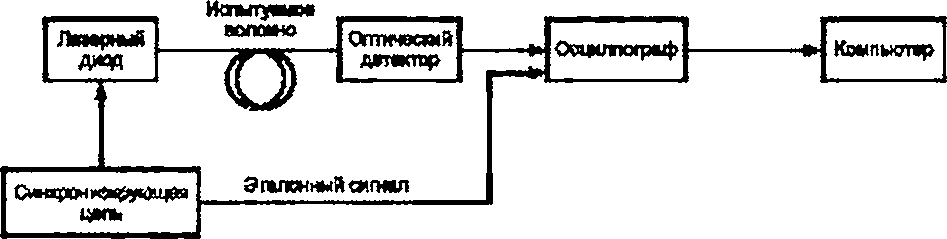 Испытуемое
волокно
Лазерный
диод
Оптический
детектор
Осциллограф
Компьютер
Эталонный сигнал
Синхронизирующая
цепь